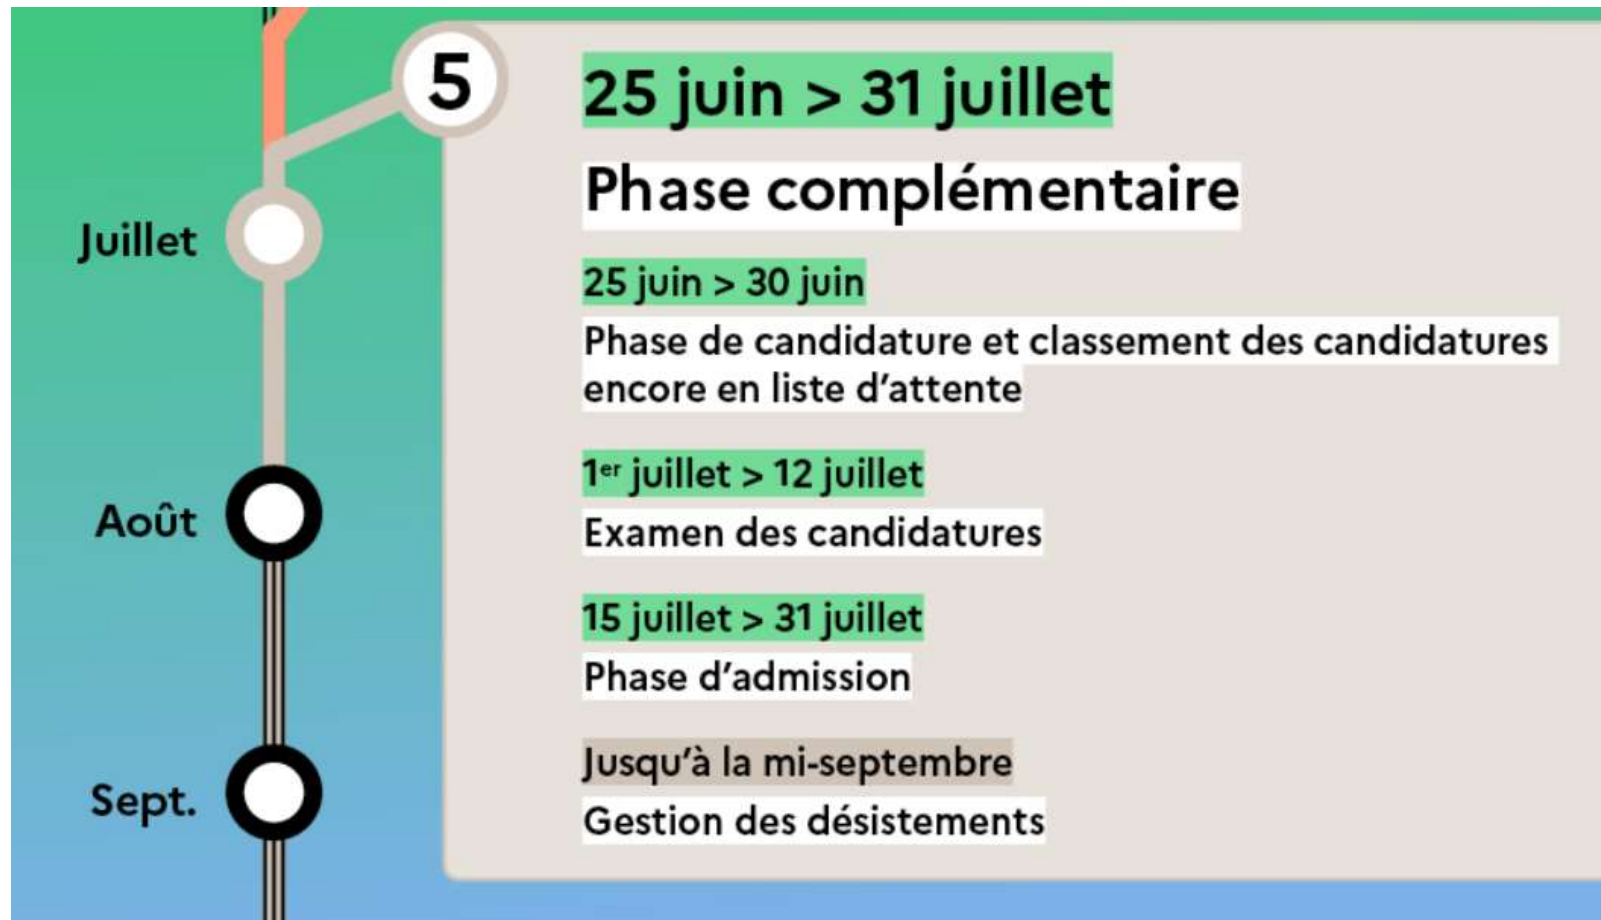 5
25 juin > 31 juillet
Phase complémentaire
Juillet
25 juin > 30 juin
Phase de candidature et classement des candidatures
encore en liste d’attente
1er juillet > 12 juillet
Août
Examen des candidatures
15 juillet > 31 juillet
Phase d’admission
Jusqu’à la mi-septembre
Sept.
Gestion des désistements